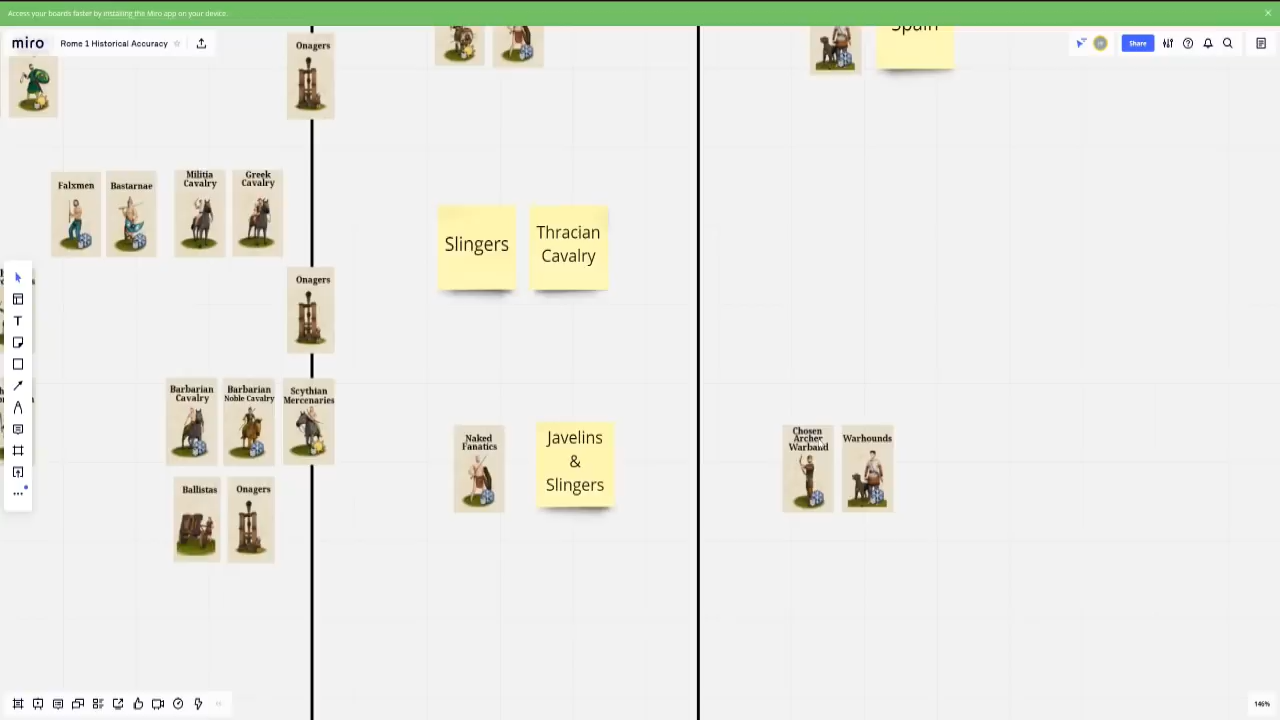 Access your boards faster by installing the Miro app on your device.
miro
Rome 1 Historical Accuracy
Share
Onagers
Spain
Falxmen
Bastarnae
Militia
Cavalry
Greek
Cavalry
Slingers
Thracian
Cavalry
Onagers
Barbarian
Cavalry
Barbarian
Noble Cavalry
Scythian
Mercenaries
Naked
Fanatics
Javelins
&
Slingers
Chosen
Archer
Warband
Warhounds
Ballistas
Onagers
146%